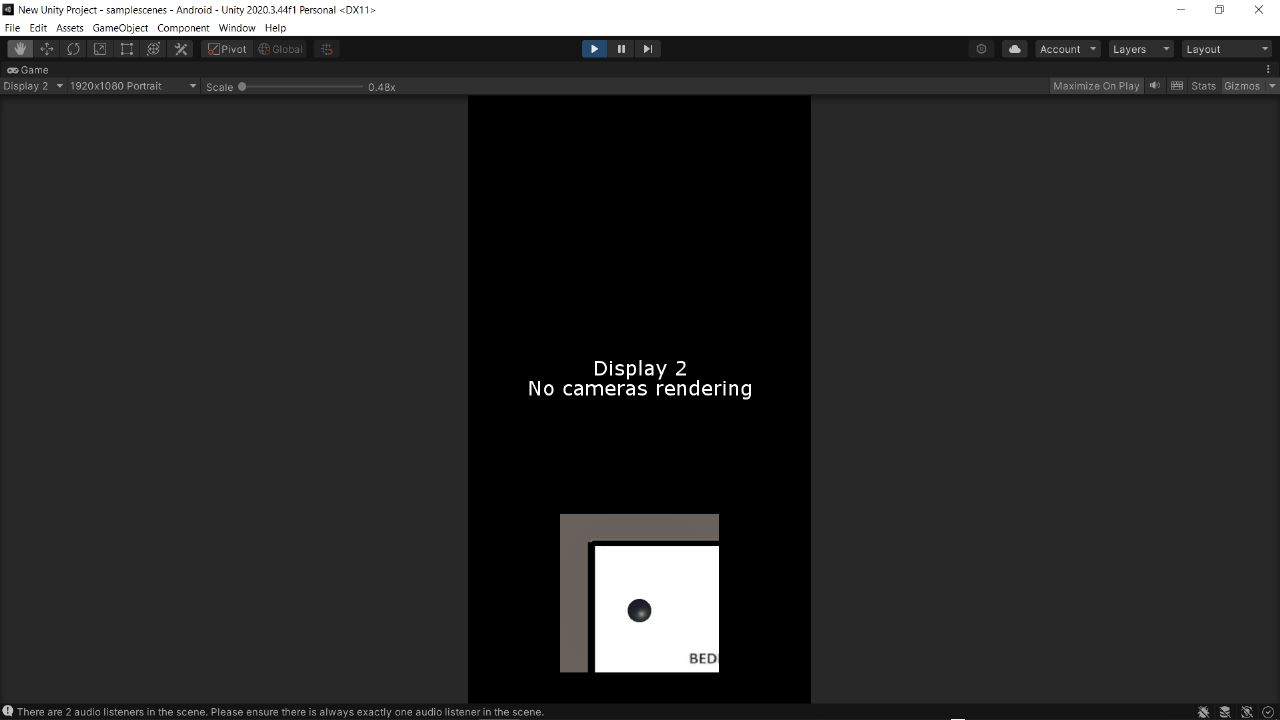 New Unity Project - samplescenes - Android - Unity 2020.3.44f1 Personal <DX11>
File Edit Assets GameObject Component Window Help
Pivot Global Account Layers Layout
Game
Display 2 1920x1080 Portrait Scale 0.48x Maximize On Play Stats Gizmos
Display 2
No cameras rendering
BED
There are 2 audio listeners in the scene. Please ensure there is always exactly one audio listener in the scene.